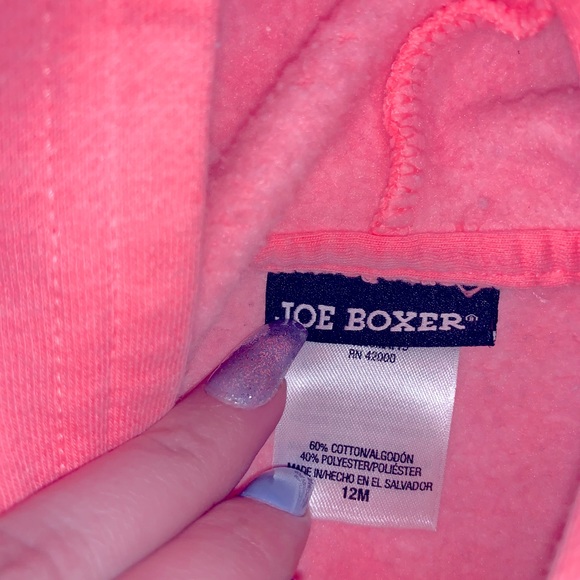 JOE BOXER®
RN 42000
60% COTTON/ALGODÓN
40% POLYESTER/POLIÉSTER
MADE IN/HECHO EN EL SALVADOR
12M